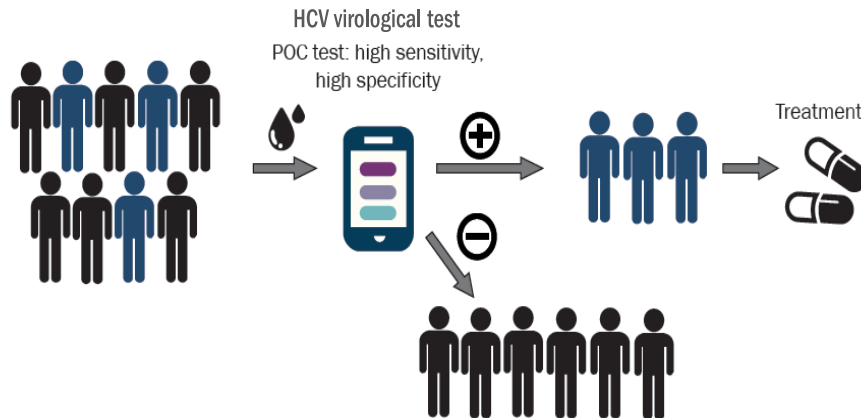 HCV virological test
POC test: high sensitivity,
high specificity
Treatment